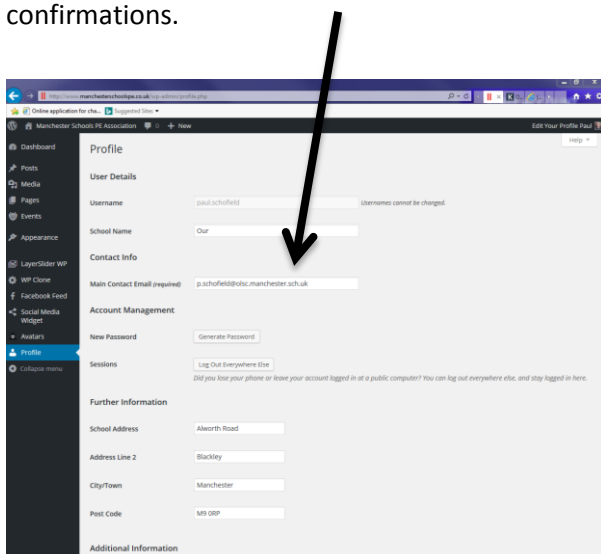 confirmations.
http://www.manchesterschoolspe.co.uk/wp-admin/profile.php
Online application for cha... Suggested Sites
Manchester Schools PE Association 0 + New Edit Your Profile Paul
Help
Dashboard
Posts
Media
Pages
Events
Appearance
LayerSlider WP
WP Clone
Facebook Feed
Social Media
Widget
Avatars
Profile
Collapse menu
Profile
User Details
Username paul.schofield Usernames cannot be changed.
School Name Our
Contact Info
Main Contact Email (required) p.schofield@olsc.manchester.sch.uk
Account Management
New Password Generate Password
Sessions Log Out Everywhere Else
Did you lose your phone or leave your account logged in at a public computer? You can log out everywhere else, and stay logged in here.
Further Information
School Address Alworth Road
Address Line 2 Blackley
City/Town Manchester
Post Code M9 0RP
Additional Information